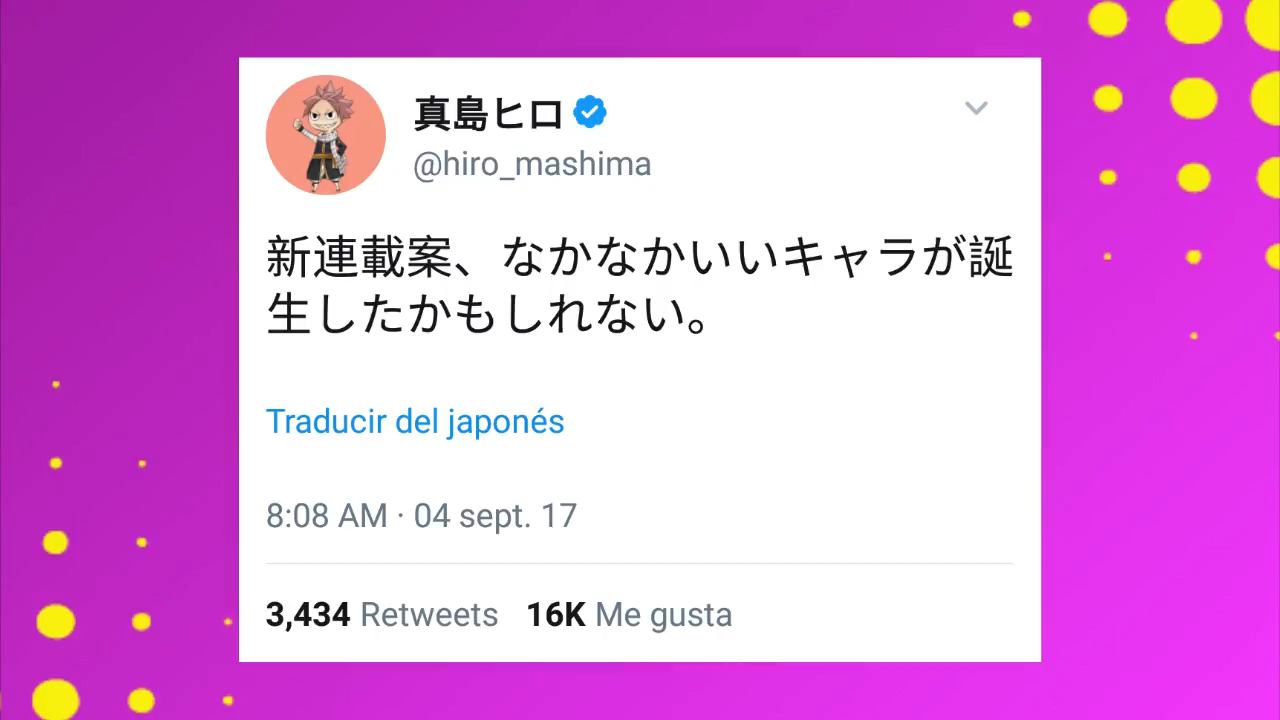 真島ヒロ
@hiro_mashima
新連載案、なかなかいいキャラが誕
生したかもしれない。
Traducir del japonés
8:08 AM · 04 sept. 17
3,434 Retweets 16K Me gusta